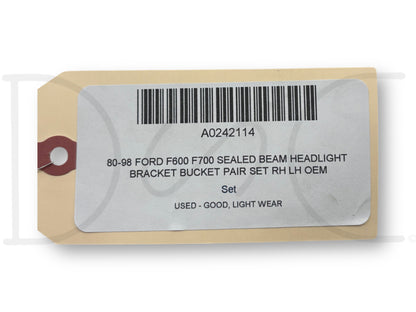 A0242114
80-98 FORD F600 F700 SEALED BEAM HEADLIGHT
BRACKET BUCKET PAIR SET RH LH OEM
Set
USED - GOOD, LIGHT WEAR